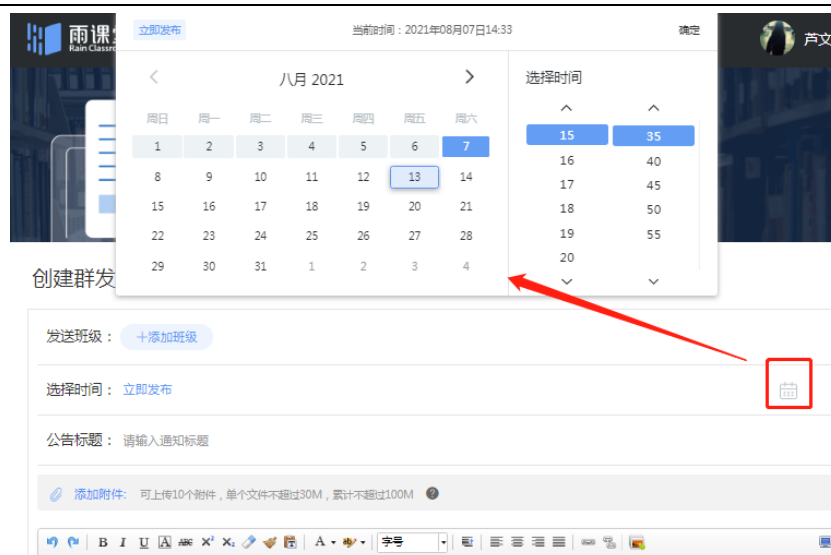 雨课
Rain Classro
立即发布 当前时间：2021年08月07日14:33 确定
芦文
八月 2021
选择时间
周日 周一 周二 周三 周四 周五 周六
1 2 3 4 5 6 7
8 9 10 11 12 13 14
15 16 17 18 19 20 21
22 23 24 25 26 27 28
29 30 31 1 2 3 4
15 35
16 40
17 45
18 50
19 55
20
创建群发
发送班级： ＋添加班级
选择时间： 立即发布
公告标题： 请输入通知标题
添加附件: 可上传10个附件，单个文件不超过30M，累计不超过100M ?
B I U A ABC X² X₂ A ab 字号